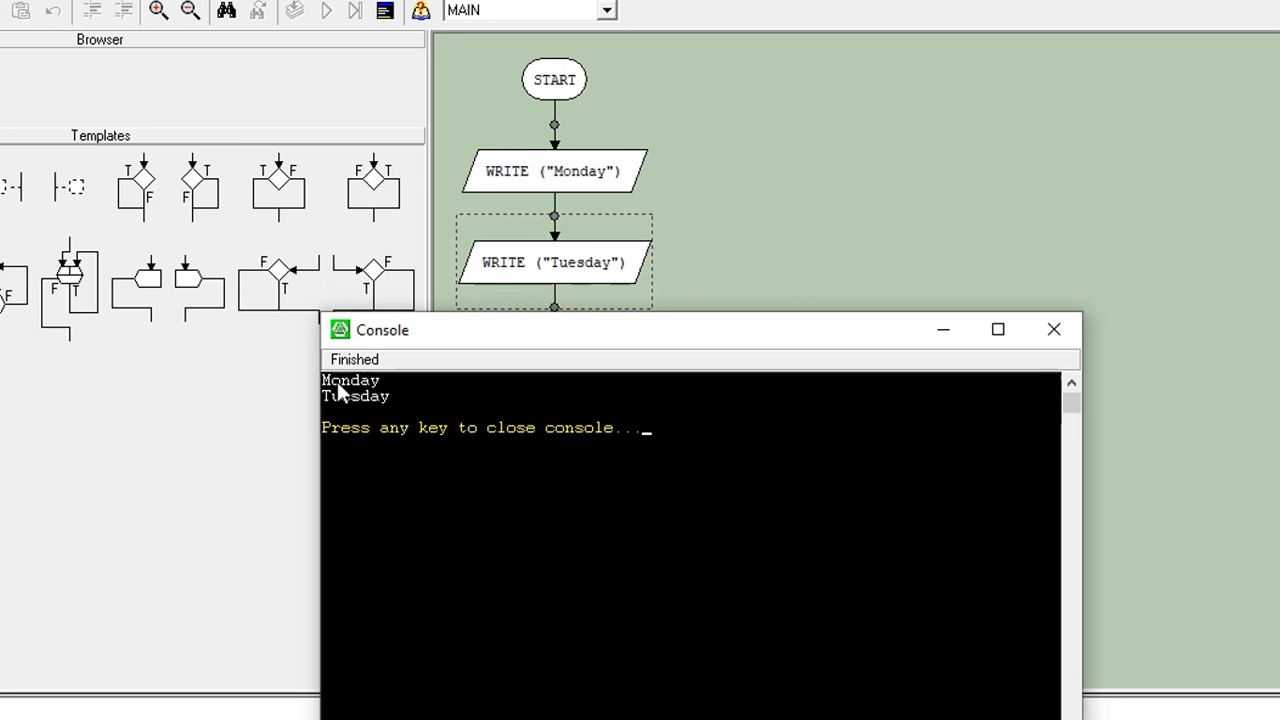 MAIN
Browser
START
Templates
T
F
T
F
T
F
F
T
WRITE ("Monday")
WRITE ("Tuesday")
F
F
T
F
T
F
T
Console
Finished
Monday
Tuesday
Press any key to close console..._